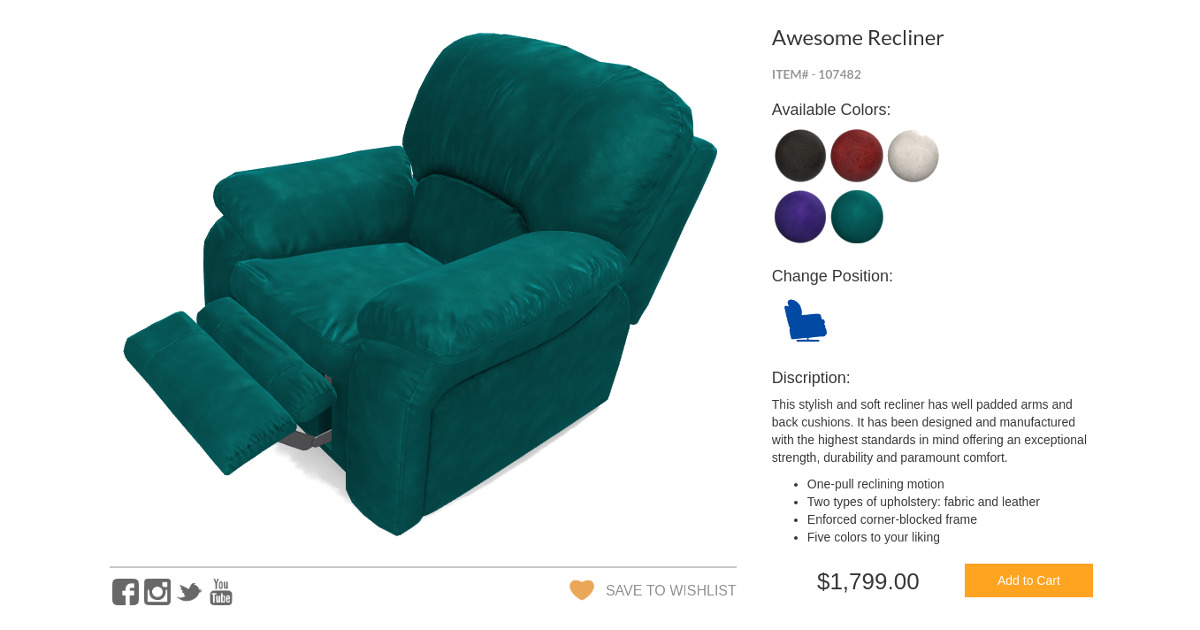 Awesome Recliner
ITEM# - 107482
Available Colors:
Change Position:
Discription:
This stylish and soft recliner has well padded arms and
back cushions. It has been designed and manufactured
with the highest standards in mind offering an exceptional
strength, durability and paramount comfort.
• One-pull reclining motion
• Two types of upholstery: fabric and leather
• Enforced corner-blocked frame
• Five colors to your liking
$1,799.00
Add to Cart
You
Tube
SAVE TO WISHLIST